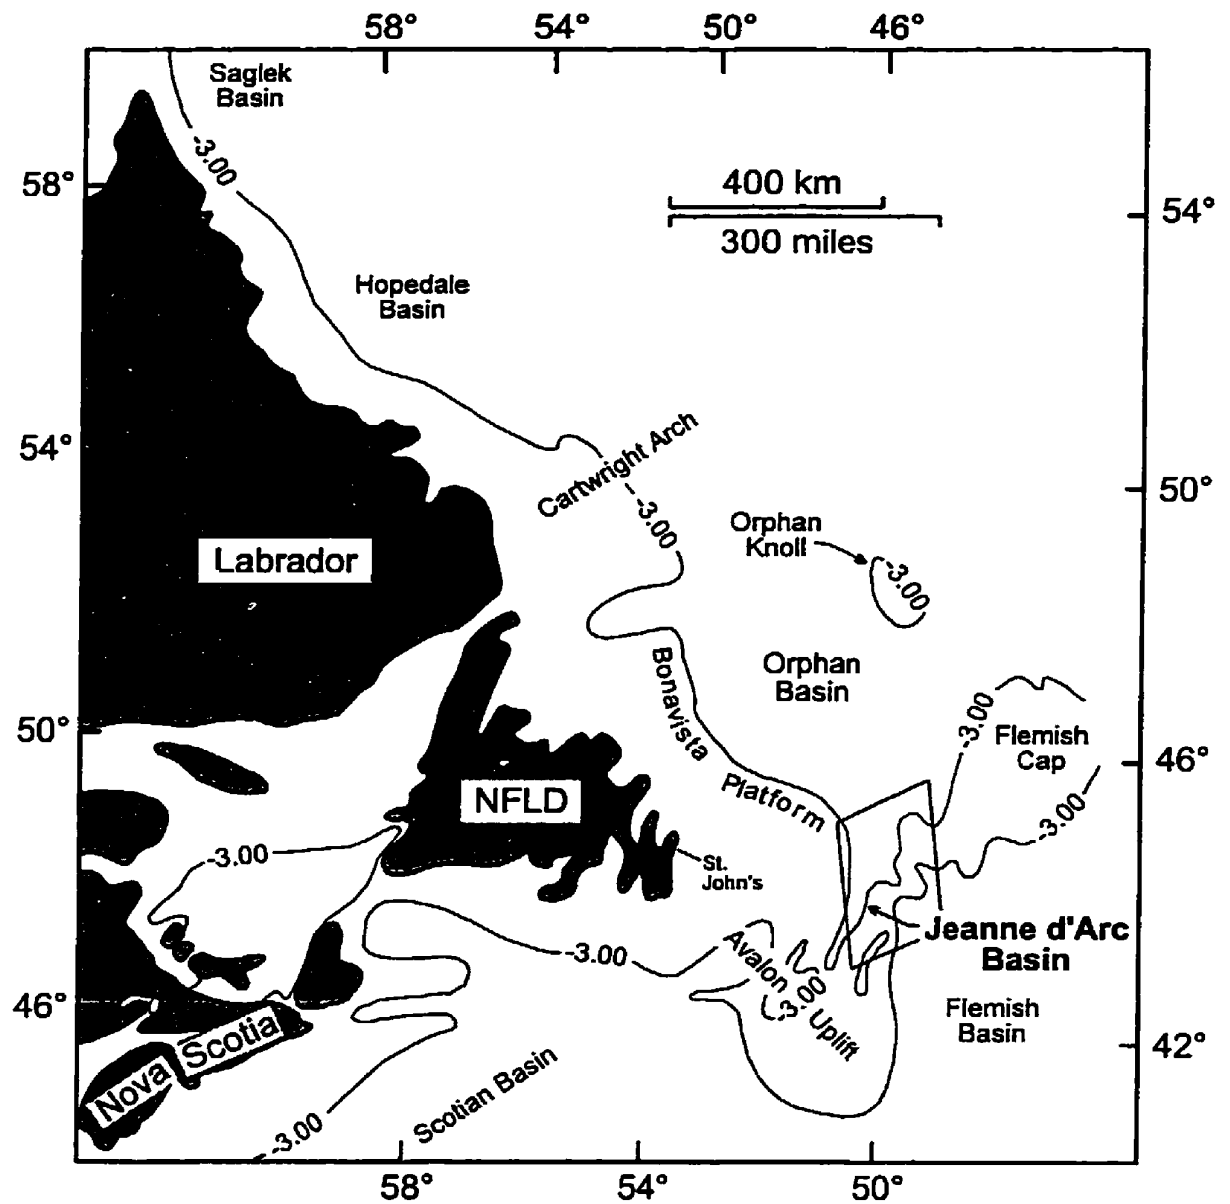 58° 54° 50° 46°
Saglek
Basin
-3.00
58°
400 km
54°
300 miles
Hopedale
Basin
Cartwright Arch
54°
-3.00
50°
Orphan
Knoll
-3.00
Labrador
Orphan
Basin
Bonavista Platform
-3.00
Flemish
Cap
50°
46°
NFLD
-3.00
-3.00
St.
John's
Jeanne d'Arc
Basin
-3.00
Avalon Uplift
-3.00
46°
Flemish
Basin
42°
Nova Scotia
Scotian Basin
-3.00
58° 54° 50°